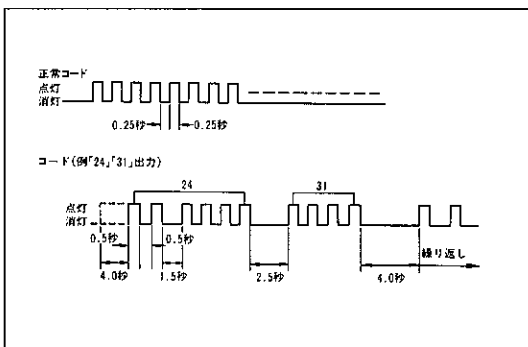 正常コード
点灯
消灯
0.25秒 0.25秒
コード(例「24」「31」出力)
24 31
点灯
消灯
0.5秒 0.5秒
繰り返し
4.0秒 1.5秒 2.5秒 4.0秒